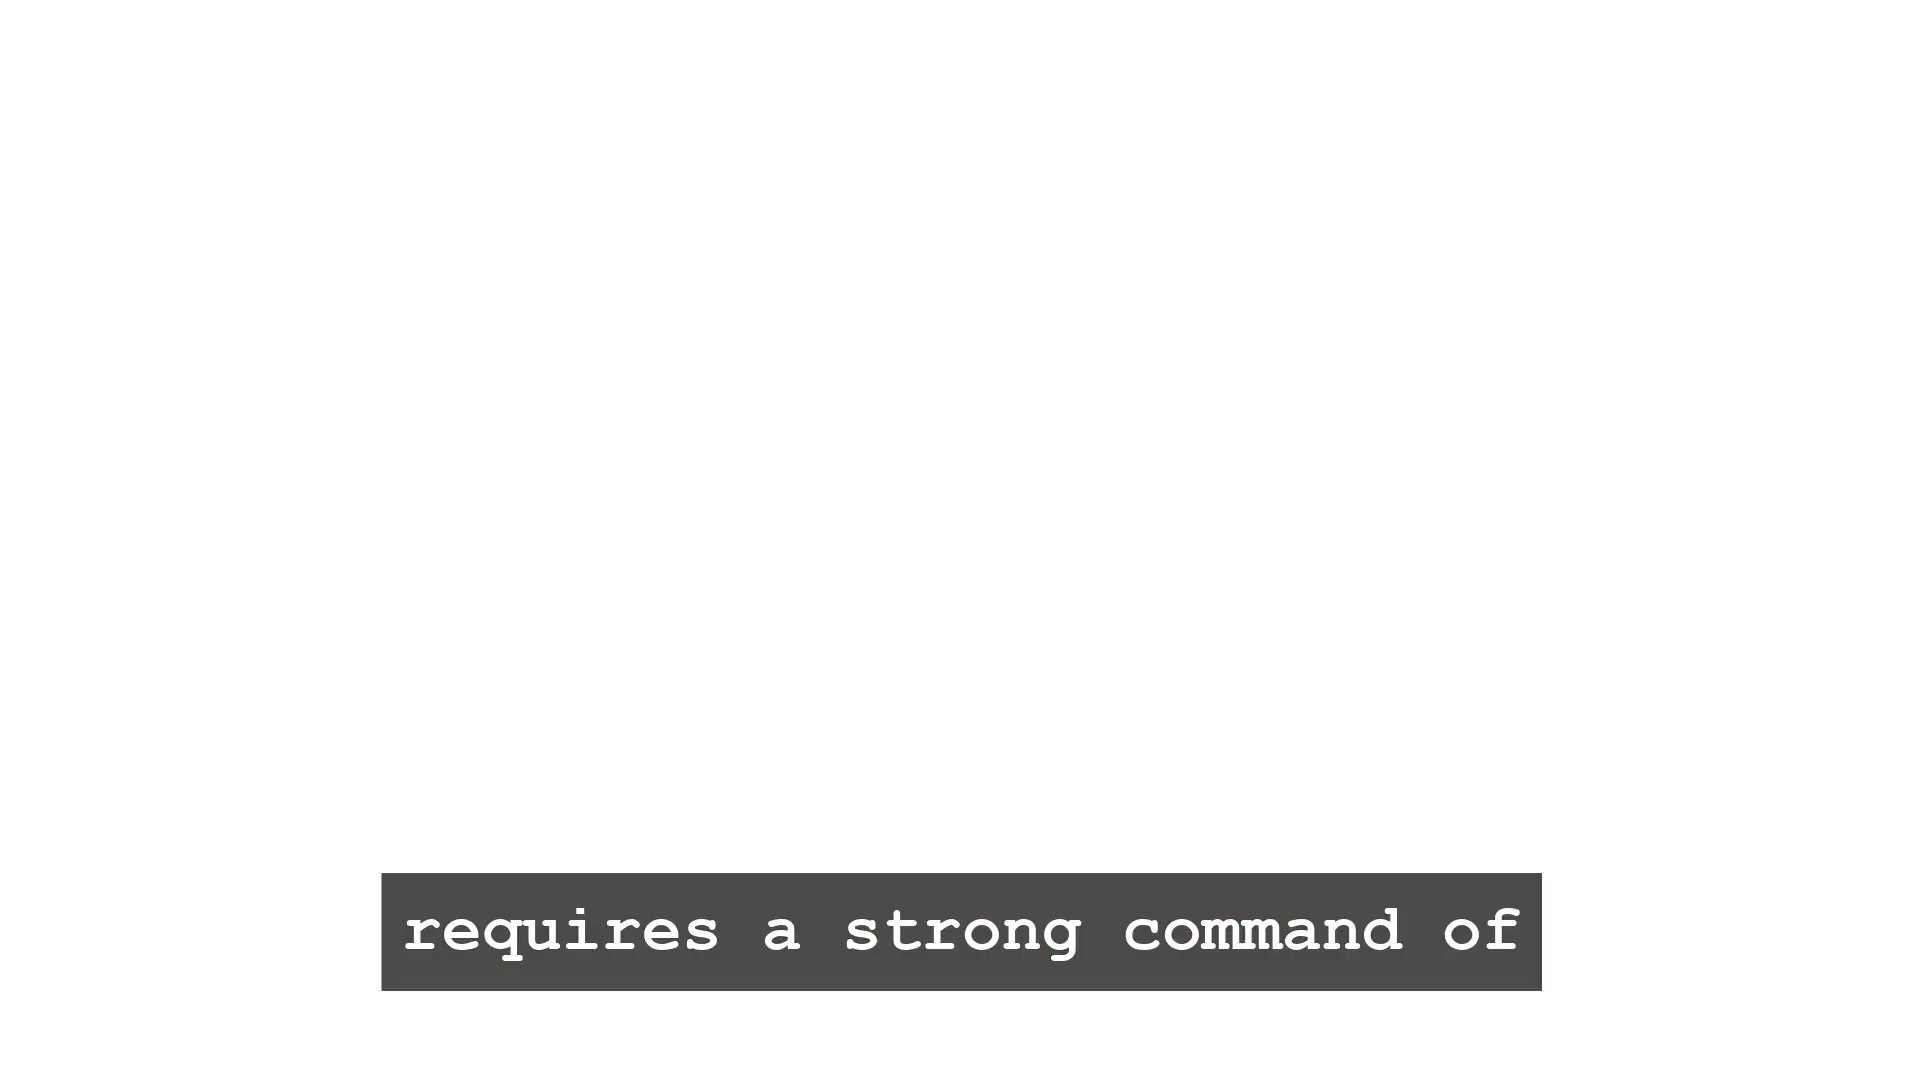 requires a strong command of